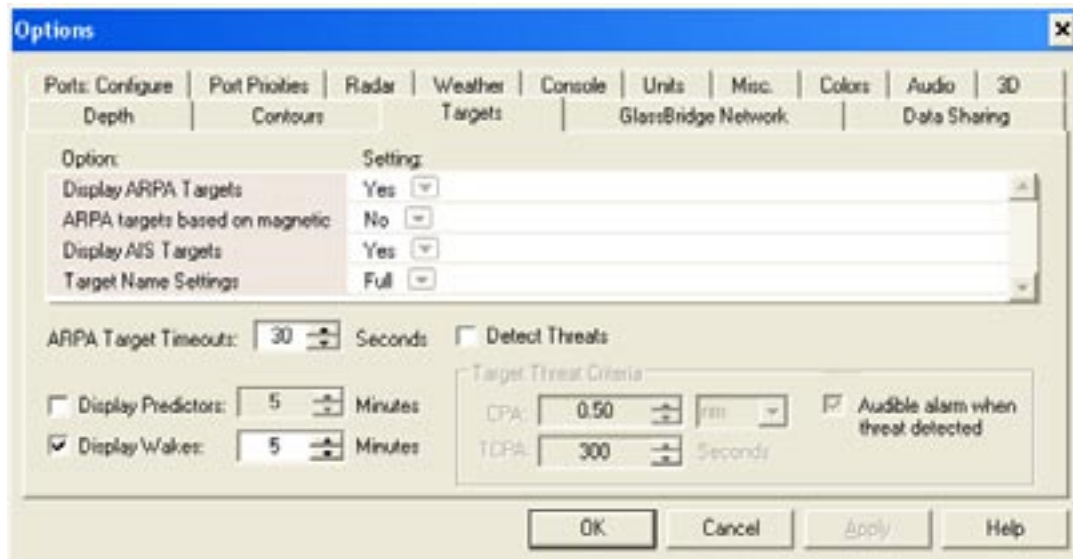 Options
Ports: Configure Port Priorities Radar Weather Console Units Misc. Colors Audio 3D
Depth Contours Targets GlassBridge Network Data Sharing
Option: Setting:
Display ARPA Targets Yes
ARPA targets based on magnetic No
Display AIS Targets Yes
Target Name Settings Full
ARPA Target Timeouts: 30 Seconds Detect Threats
Target Threat Criteria
Display Predictors: 5 Minutes CPA: 0.50 nm Audible alarm when
threat detected
Display Wakes: 5 Minutes TCPA: 300 Seconds
OK Cancel Apply Help